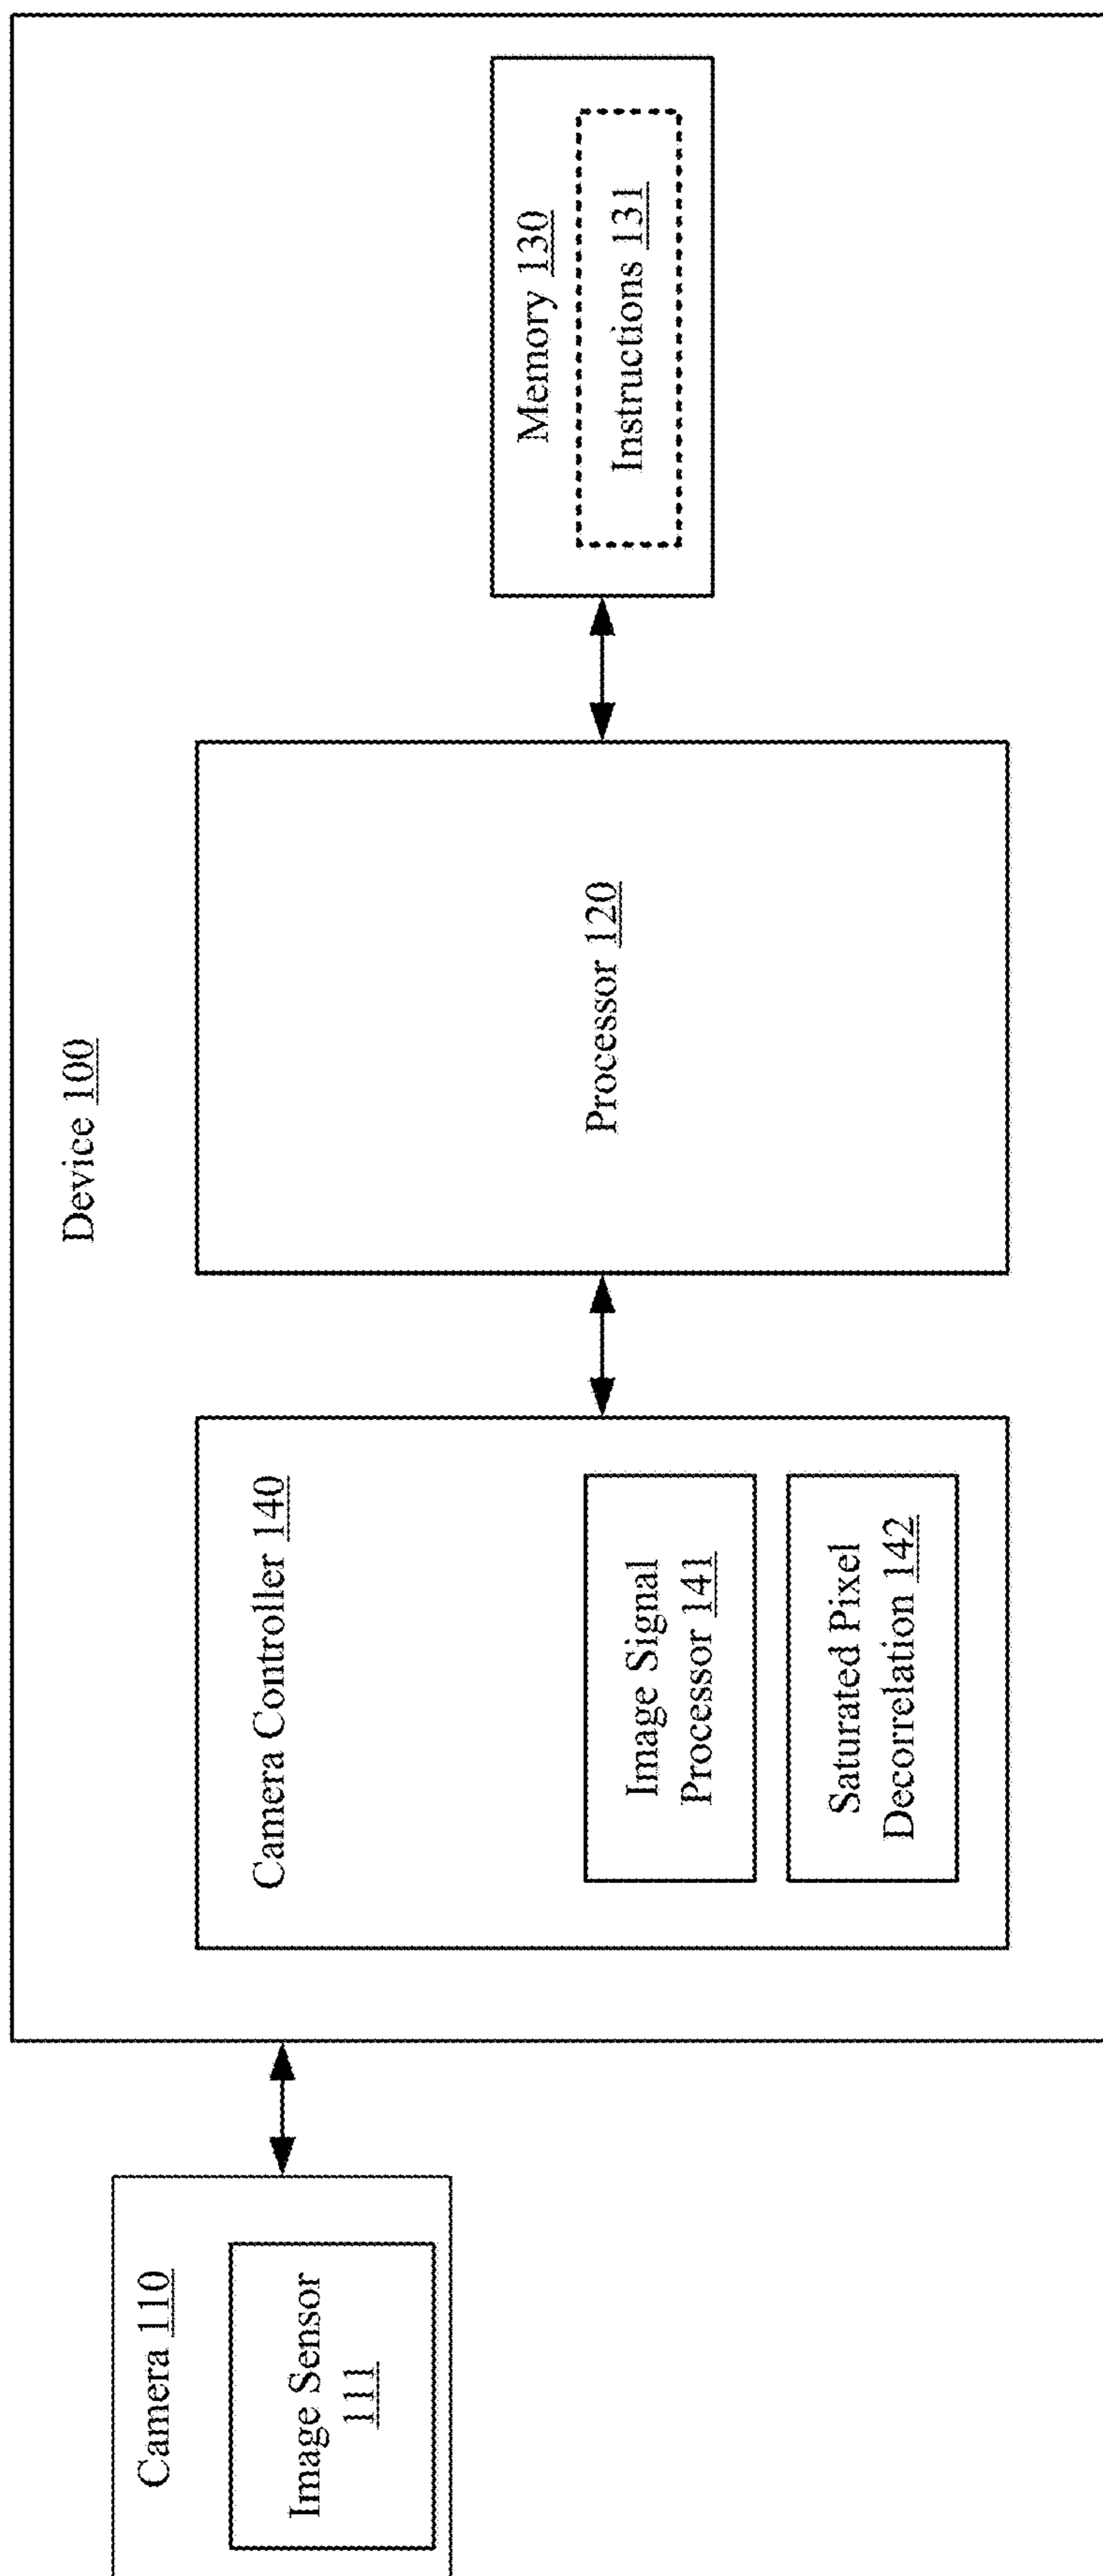 Device 100
Camera 110
Image Sensor
111
Camera Controller 140
Image Signal
Processor 141
Saturated Pixel
Decorrelation 142
Processor 120
Memory 130
Instructions 131